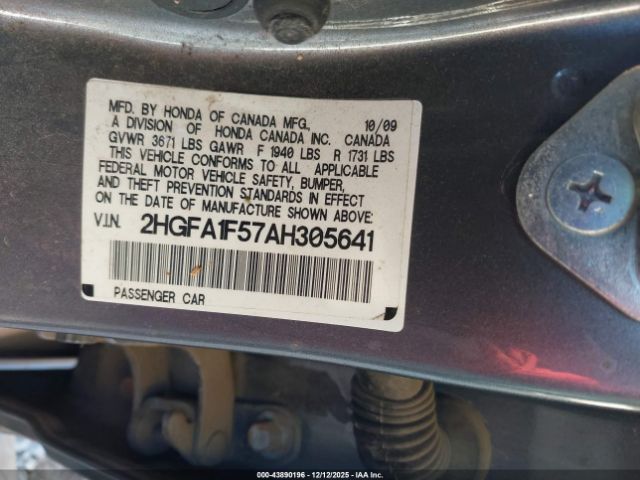 MFD. BY HONDA OF CANADA MFG., 10/09
A DIVISION OF HONDA CANADA INC. CANADA
GVWR 3671 LBS GAWR F 1940 LBS R 1731 LBS
THIS VEHICLE CONFORMS TO ALL APPLICABLE
FEDERAL MOTOR VEHICLE SAFETY, BUMPER,
AND THEFT PREVENTION STANDARDS IN EFFECT
ON THE DATE OF MANUFACTURE SHOWN ABOVE:
V.I.N. 2HGFA1F57AH305641
PASSENGER CAR
000-43890196 - 12/12/2025 - IAA Inc.